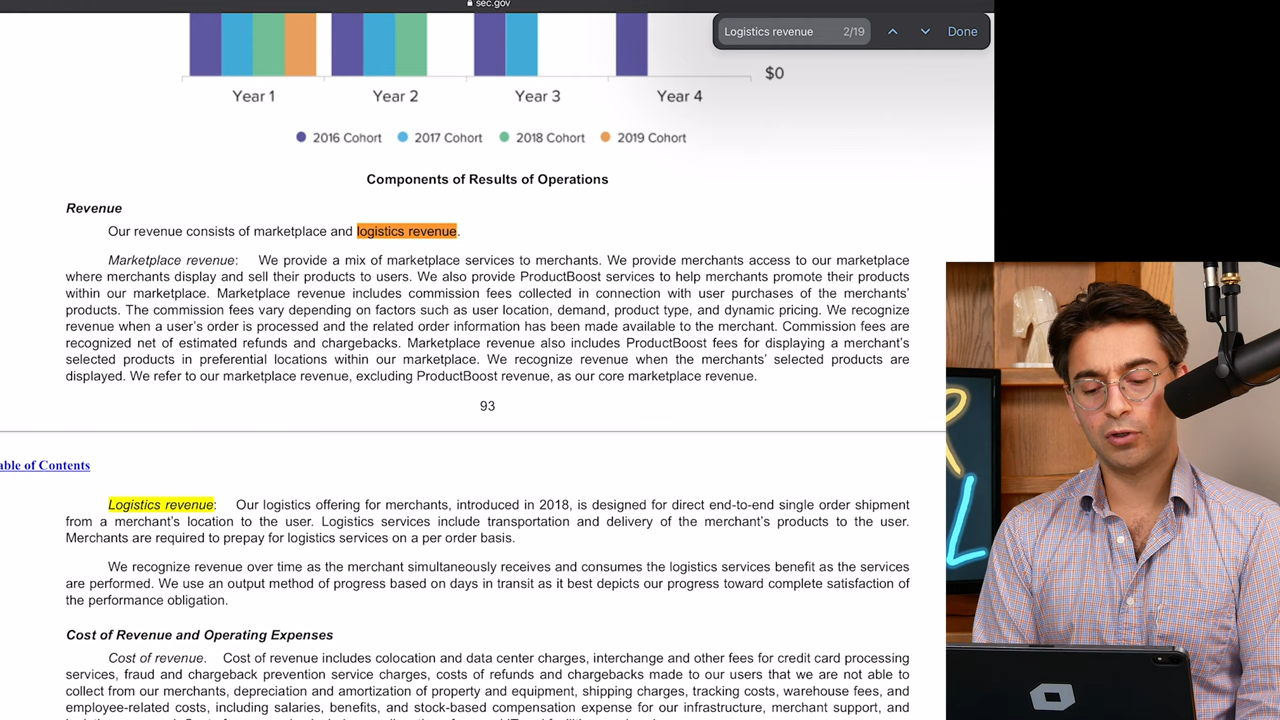 sec.gov
Logistics revenue 2/19 Done
$0
Year 1 Year 2 Year 3 Year 4
2016 Cohort 2017 Cohort 2018 Cohort 2019 Cohort
Components of Results of Operations
Revenue
Our revenue consists of marketplace and logistics revenue.
Marketplace revenue: We provide a mix of marketplace services to merchants. We provide merchants access to our marketplace
where merchants display and sell their products to users. We also provide ProductBoost services to help merchants promote their products
within our marketplace. Marketplace revenue includes commission fees collected in connection with user purchases of the merchants'
products. The commission fees vary depending on factors such as user location, demand, product type, and dynamic pricing. We recognize
revenue when a user's order is processed and the related order information has been made available to the merchant. Commission fees are
recognized net of estimated refunds and chargebacks. Marketplace revenue also includes ProductBoost fees for displaying a merchant's
selected products in preferential locations within our marketplace. We recognize revenue when the merchants' selected products are
displayed. We refer to our marketplace revenue, excluding ProductBoost revenue, as our core marketplace revenue.
93
able of Contents
Logistics revenue: Our logistics offering for merchants, introduced in 2018, is designed for direct end-to-end single order shipment
from a merchant's location to the user. Logistics services include transportation and delivery of the merchant's products to the user.
Merchants are required to prepay for logistics services on a per order basis.
We recognize revenue over time as the merchant simultaneously receives and consumes the logistics services benefit as the services
are performed. We use an output method of progress based on days in transit as it best depicts our progress toward complete satisfaction of
the performance obligation.
Cost of Revenue and Operating Expenses
Cost of revenue. Cost of revenue includes colocation and data center charges, interchange and other fees for credit card processing
services, fraud and chargeback prevention service charges, costs of refunds and chargebacks made to our users that we are not able to
collect from our merchants, depreciation and amortization of property and equipment, shipping charges, tracking costs, warehouse fees, and
employee-related costs, including salaries, benefits, and stock-based compensation expense for our infrastructure, merchant support, and